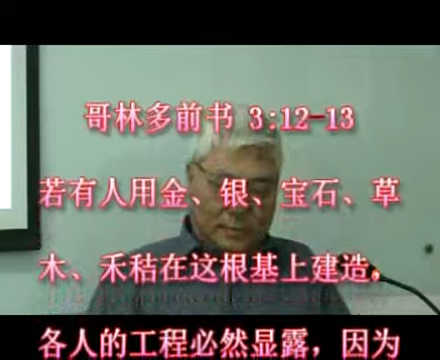 哥林多前书 3:12-13
若有人用金、银、宝石、草
木、禾秸在这根基上建造，
各人的工程必然显露，因为